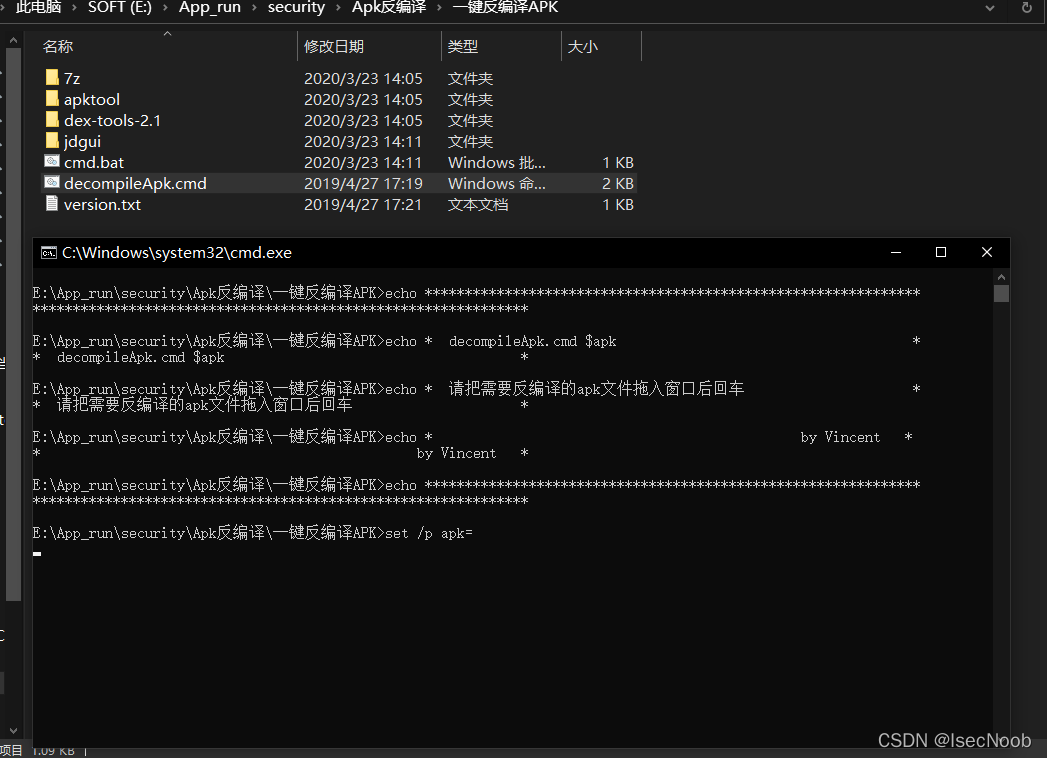 此电脑 › SOFT (E:) › App_run › security › Apk反编译 › 一键反编译APK
名称 修改日期 类型 大小
7z 2020/3/23 14:05 文件夹
apktool 2020/3/23 14:05 文件夹
dex-tools-2.1 2020/3/23 14:05 文件夹
jdgui 2020/3/23 14:11 文件夹
cmd.bat 2020/3/23 14:11 Windows 批... 1 KB
decompileApk.cmd 2019/4/27 17:19 Windows 命... 2 KB
version.txt 2019/4/27 17:21 文本文档 1 KB
C:\Windows\system32\cmd.exe
E:\App_run\security\Apk反编译\一键反编译APK>echo **************************************************************
**************************************************************
E:\App_run\security\Apk反编译\一键反编译APK>echo *  decompileApk.cmd $apk                                     *
*  decompileApk.cmd $apk                                     *
E:\App_run\security\Apk反编译\一键反编译APK>echo *  请把需要反编译的apk文件拖入窗口后回车                     *
*  请把需要反编译的apk文件拖入窗口后回车                     *
E:\App_run\security\Apk反编译\一键反编译APK>echo *                                              by Vincent   *
*                                               by Vincent   *
E:\App_run\security\Apk反编译\一键反编译APK>echo **************************************************************
**************************************************************
E:\App_run\security\Apk反编译\一键反编译APK>set /p apk=
项目 1.09 KB
CSDN @IsecNoob